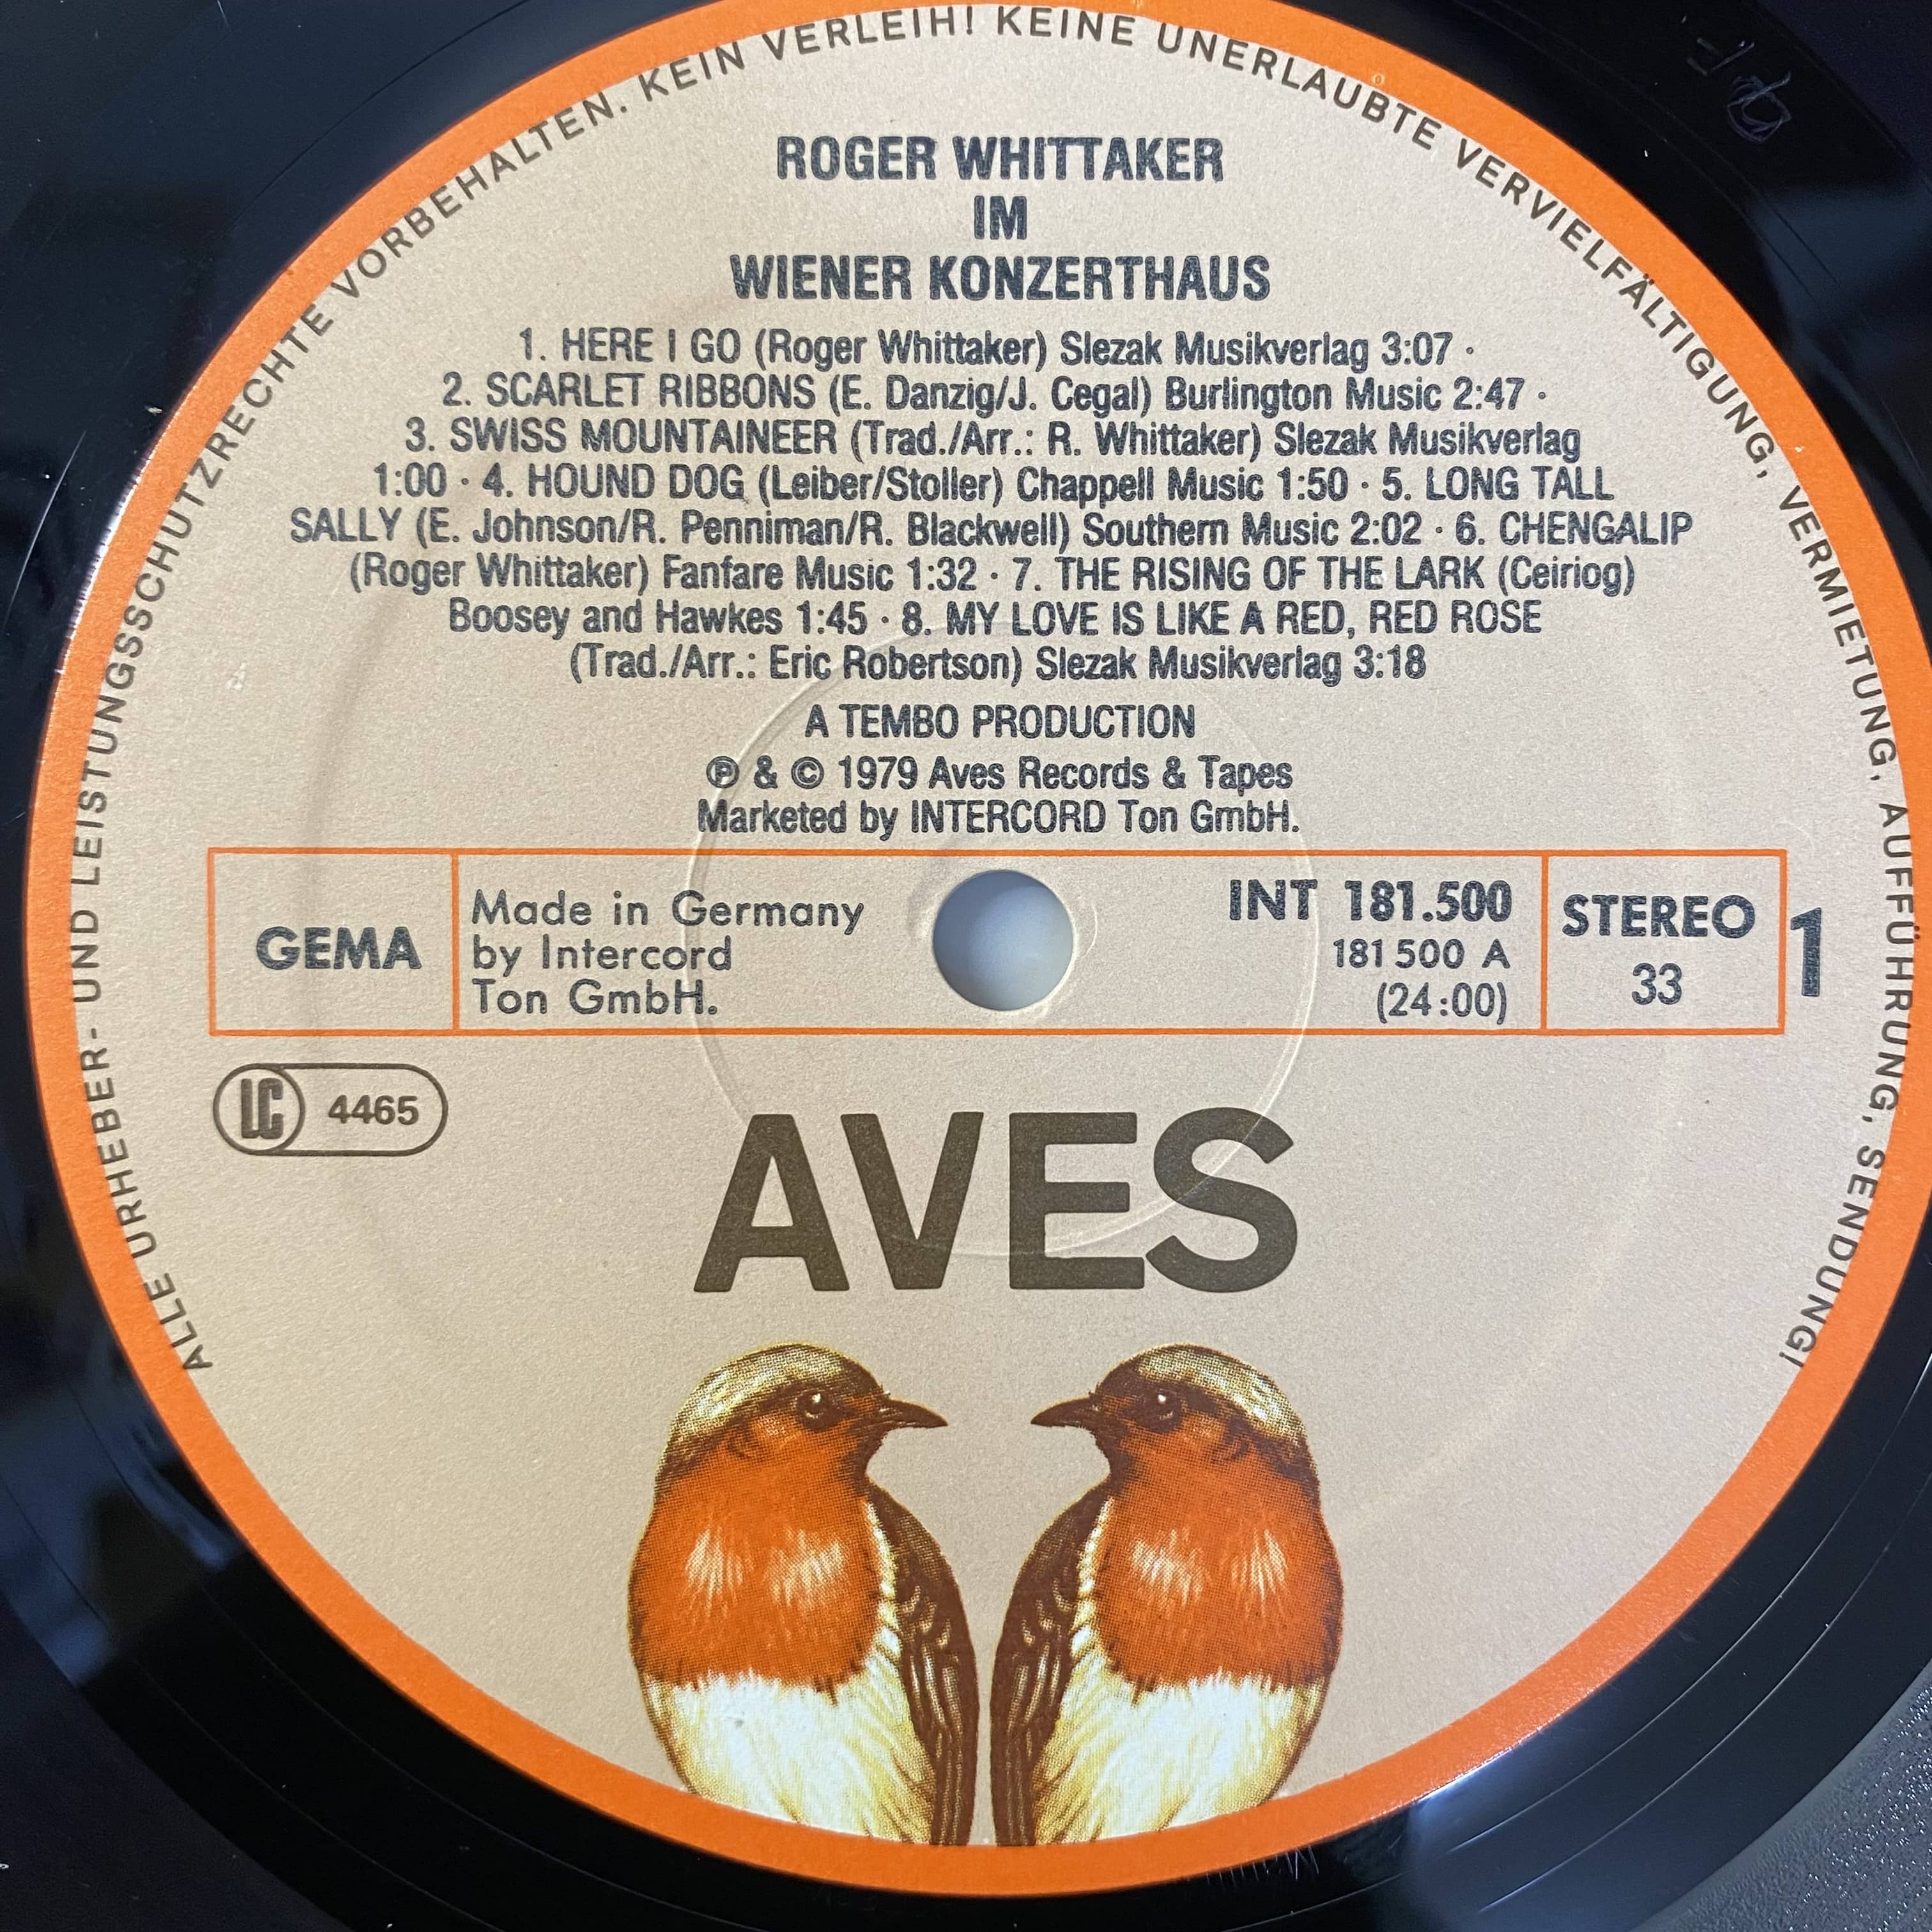 ALLE URHEBER- UND LEISTUNGSSCHUTZRECHTE VORBEHALTEN. KEIN VERLEIH! KEINE UNERLAUBTE VERVIELFÄLTIGUNG, VERMIETUNG, AUFFÜHRUNG, SENDUNG!
ROGER WHITTAKER
IM
WIENER KONZERTHAUS
1. HERE I GO (Roger Whittaker) Slezak Musikverlag 3:07 ·
2. SCARLET RIBBONS (E. Danzig/J. Cegal) Burlington Music 2:47 ·
3. SWISS MOUNTAINEER (Trad./Arr.: R. Whittaker) Slezak Musikverlag
1:00 · 4. HOUND DOG (Leiber/Stoller) Chappell Music 1:50 · 5. LONG TALL
SALLY (E. Johnson/R. Penniman/R. Blackwell) Southern Music 2:02 · 6. CHENGALIP
(Roger Whittaker) Fanfare Music 1:32 · 7. THE RISING OF THE LARK (Ceiriog)
Boosey and Hawkes 1:45 · 8. MY LOVE IS LIKE A RED, RED ROSE
(Trad./Arr.: Eric Robertson) Slezak Musikverlag 3:18
A TEMBO PRODUCTION
℗ & © 1979 Aves Records & Tapes
Marketed by INTERCORD Ton GmbH.
GEMA
Made in Germany
by Intercord
Ton GmbH.
INT 181.500
181 500 A
(24:00)
STEREO
33
1
LC 4465
AVES